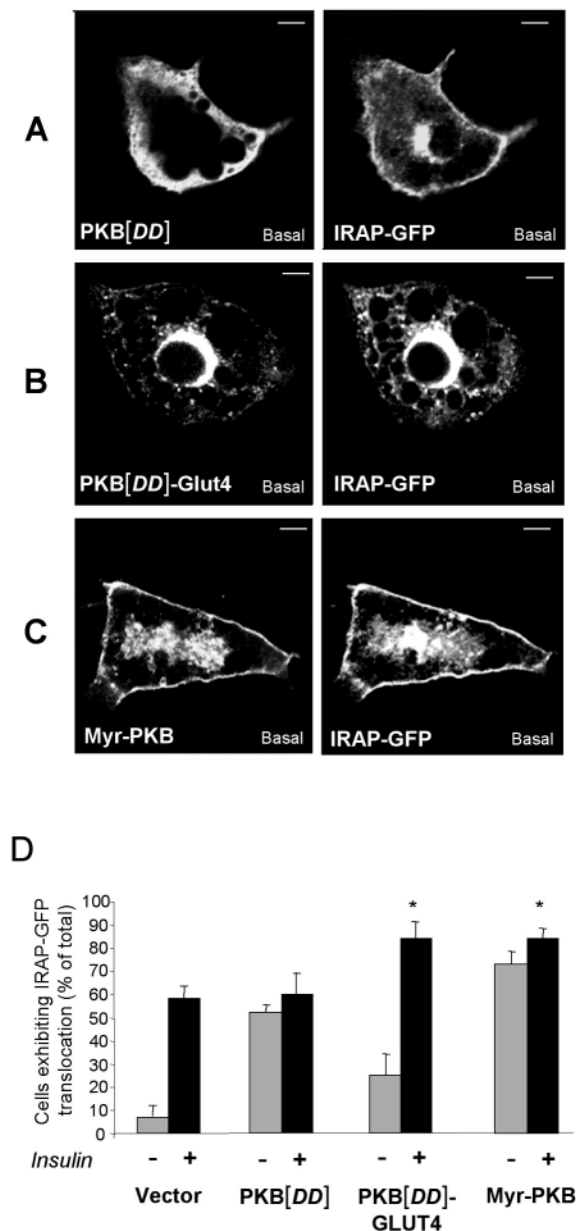 A
PKB[DD] Basal
IRAP-GFP Basal
B
PKB[DD]-Glut4 Basal
IRAP-GFP Basal
C
Myr-PKB Basal
IRAP-GFP Basal
D
Cells exhibiting IRAP-GFP
translocation (% of total)
100
90
80
70
60
50
40
30
20
10
0
* *
Insulin - + - + - + - +
Vector PKB[DD] PKB[DD]- Myr-PKB
GLUT4